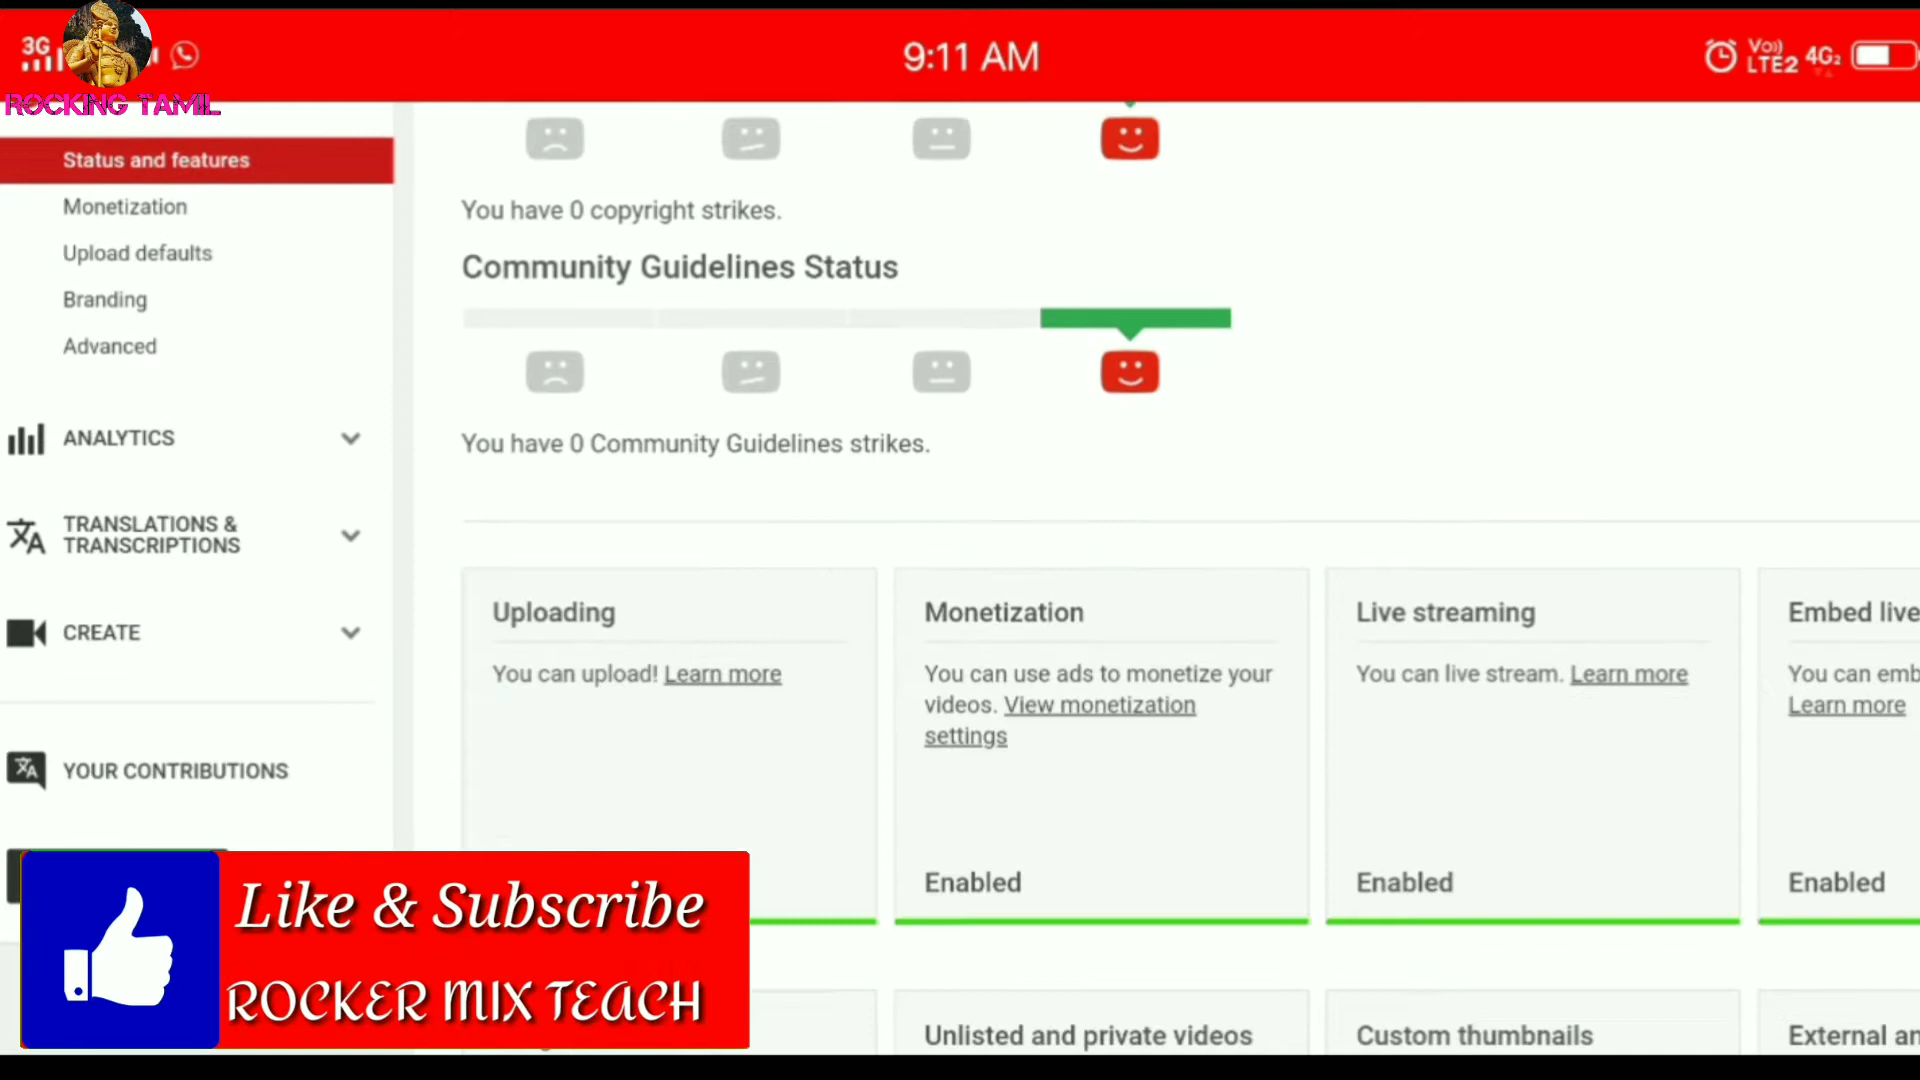 3G
9:11 AM
Vo))
LTE2
4G2
ROCKING TAMIL
Status and features
Monetization
Upload defaults
Branding
Advanced
ANALYTICS
TRANSLATIONS &
TRANSCRIPTIONS
CREATE
YOUR CONTRIBUTIONS
You have 0 copyright strikes.
Community Guidelines Status
You have 0 Community Guidelines strikes.
Uploading
You can upload! Learn more
Monetization
You can use ads to monetize your
videos. View monetization
settings
Enabled
Live streaming
You can live stream. Learn more
Enabled
Embed live
You can emb
Learn more
Enabled
Like & Subscribe
ROCKER MIX TEACH
Unlisted and private videos
Custom thumbnails
External an